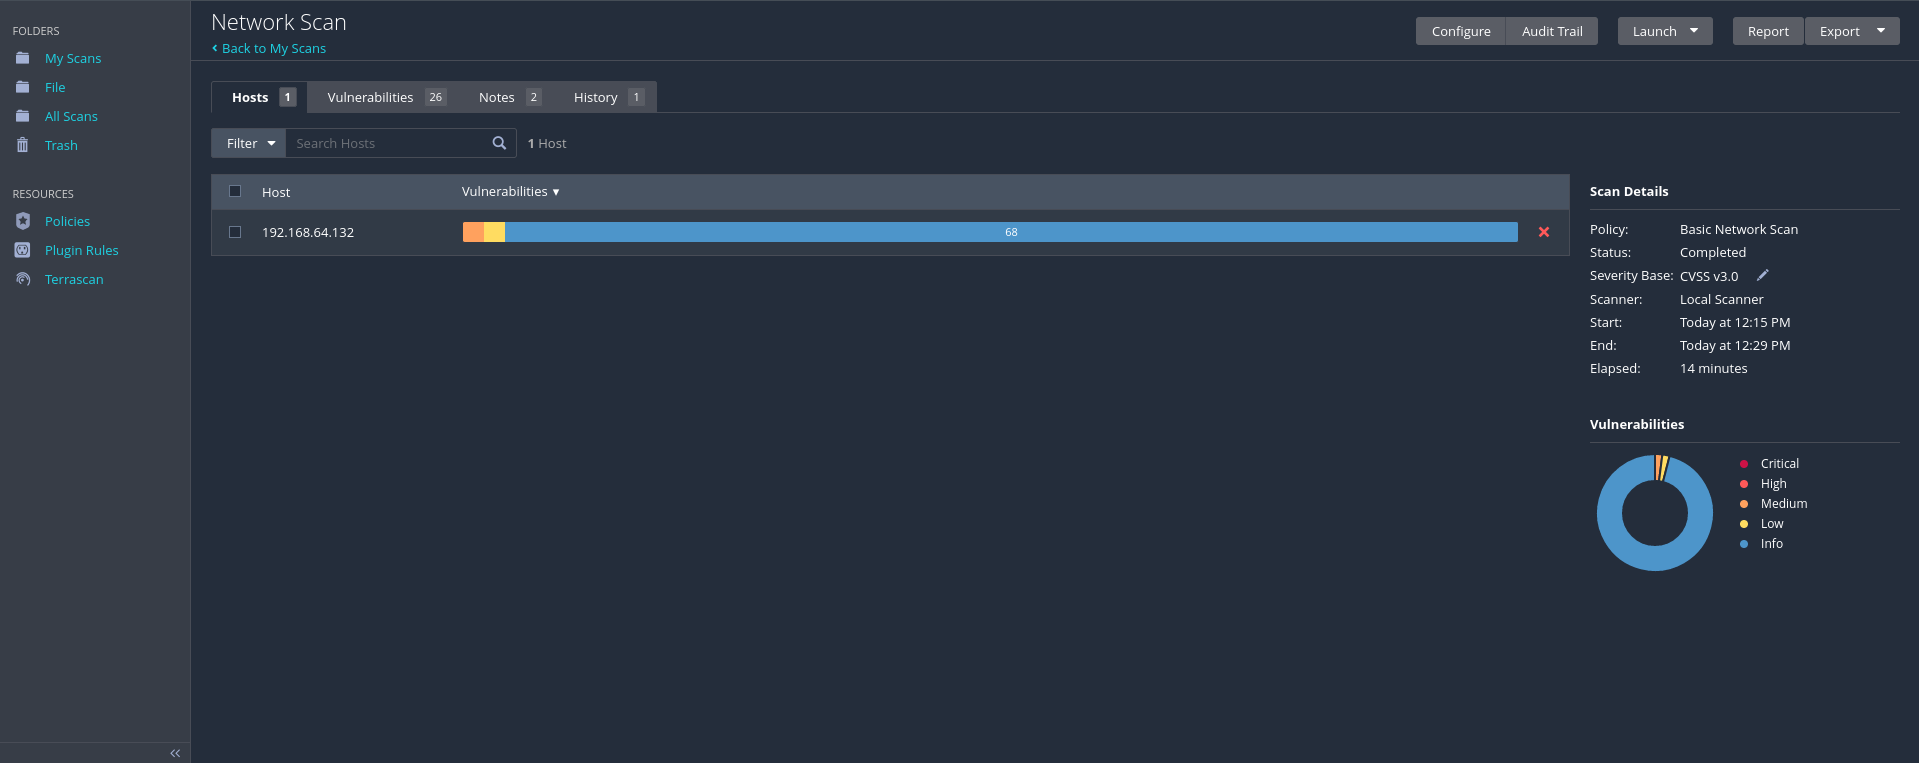 FOLDERS
My Scans
File
All Scans
Trash
RESOURCES
Policies
Plugin Rules
Terrascan
Network Scan
Back to My Scans
Configure Audit Trail Launch Report Export
Hosts 1 Vulnerabilities 26 Notes 2 History 1
Filter Search Hosts 1 Host
Host Vulnerabilities
192.168.64.132 68
Scan Details
Policy: Basic Network Scan
Status: Completed
Severity Base: CVSS v3.0
Scanner: Local Scanner
Start: Today at 12:15 PM
End: Today at 12:29 PM
Elapsed: 14 minutes
Vulnerabilities
Critical
High
Medium
Low
Info